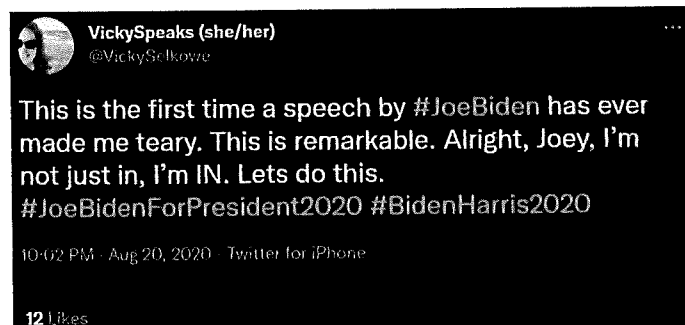 VickySpeaks (she/her)
@VickySelkowe
This is the first time a speech by #JoeBiden has ever
made me teary. This is remarkable. Alright, Joey, I'm
not just in, I'm IN. Lets do this.
#JoeBidenForPresident2020 #BidenHarris2020
10:02 PM · Aug 20, 2020 · Twitter for iPhone
12 Likes